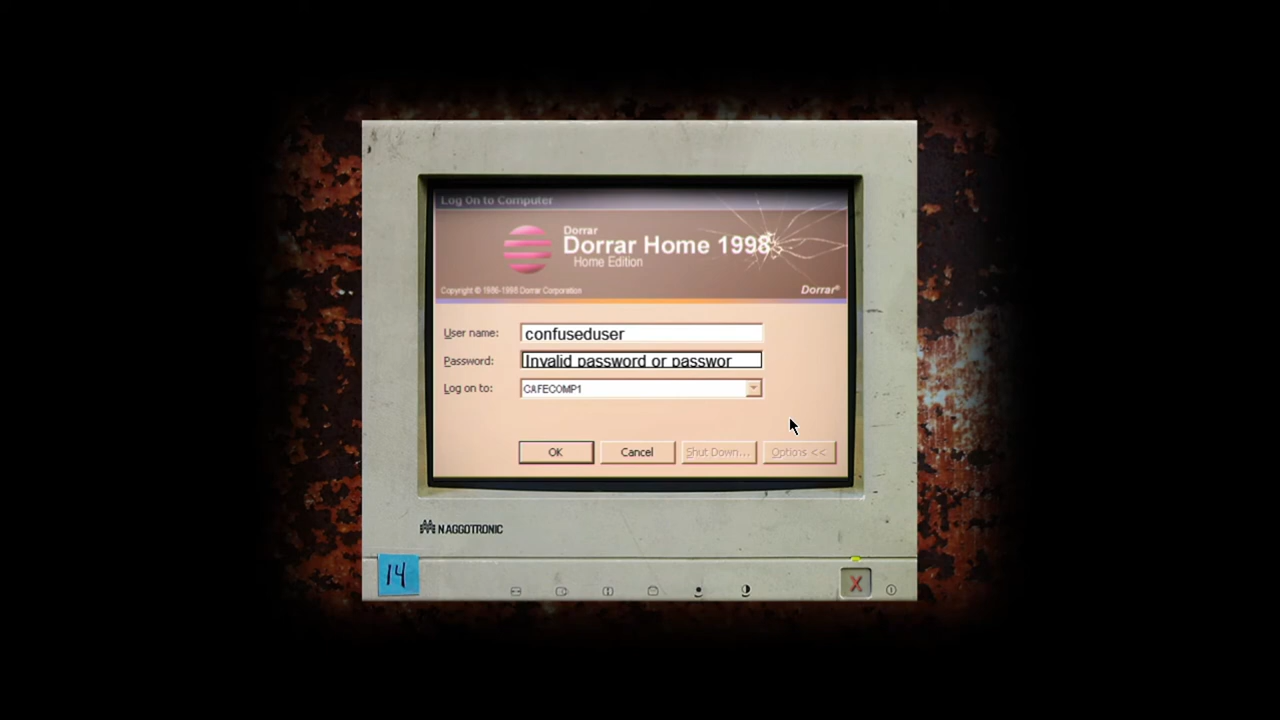 Log On to Computer
Dorrar
Dorrar Home 1998
Home Edition
Copyright © 1986-1998 Dorrar Corporation
Dorrar®
User name: confuseduser
Password: Invalid password or passwor
Log on to: CAFECOMP1
OK Cancel Shut Down... Options <<
NAGGOTRONIC
14
X